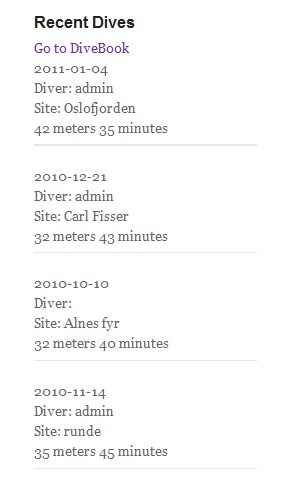 Recent Dives
Go to DiveBook
2011-01-04
Diver: admin
Site: Oslofjorden
42 meters 35 minutes
2010-12-21
Diver: admin
Site: Carl Fisser
32 meters 43 minutes
2010-10-10
Diver:
Site: Alnes fyr
32 meters 40 minutes
2010-11-14
Diver: admin
Site: runde
35 meters 45 minutes